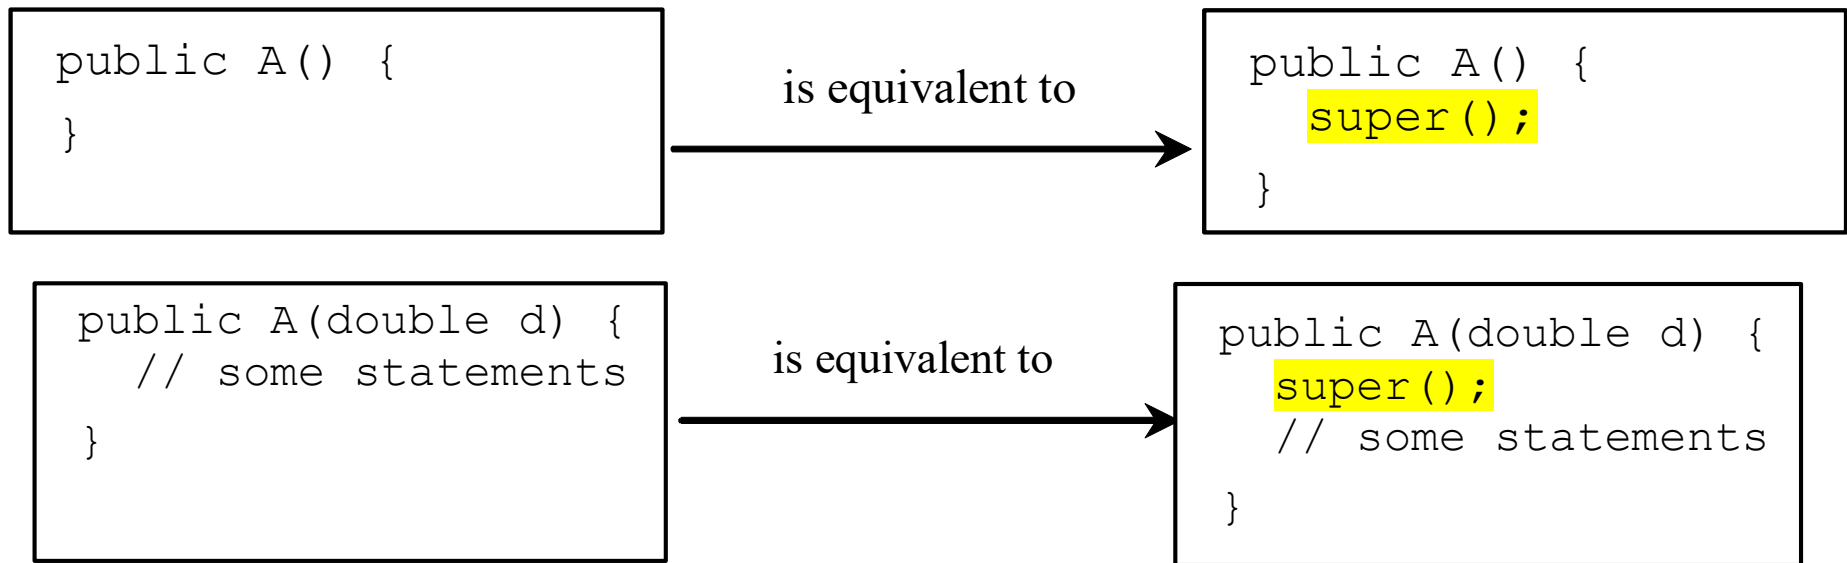 public A() {
}
is equivalent to
public A() {
super();
}
public A(double d) {
// some statements
}
is equivalent to
public A(double d) {
super();
// some statements
}